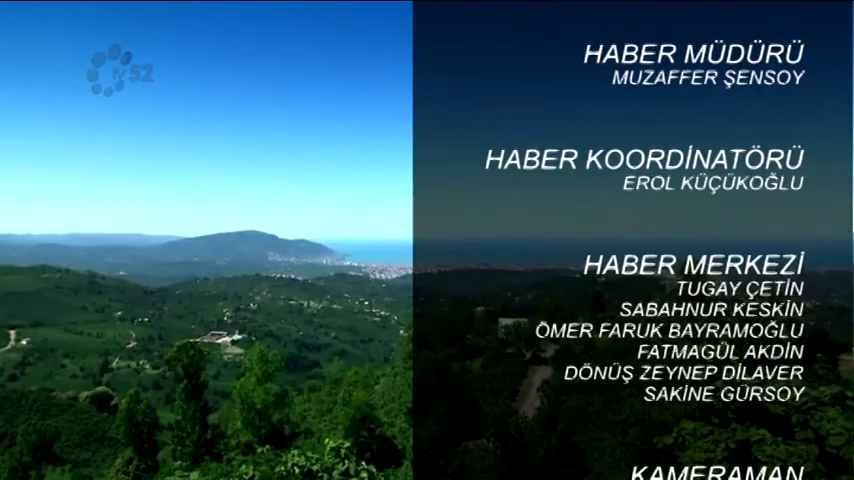 tv52
HABER MÜDÜRÜ
MUZAFFER ŞENSOY
HABER KOORDİNATÖRÜ
EROL KÜÇÜKOĞLU
HABER MERKEZİ
TUGAY ÇETİN
SABAHNUR KESKİN
ÖMER FARUK BAYRAMOĞLU
FATMAGÜL AKDİN
DÖNÜŞ ZEYNEP DİLAVER
SAKİNE GÜRSOY
KAMERAMAN